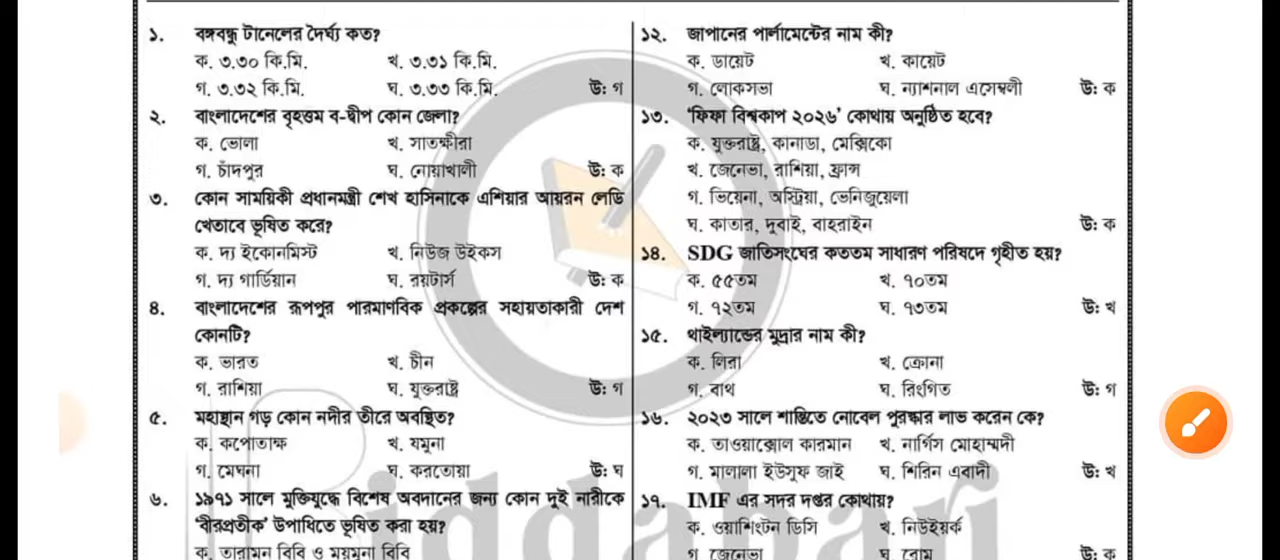 ১. বঙ্গবন্ধু টানেলের দৈর্ঘ্য কত?
ক. ৩.৩০ কি.মি. খ. ৩.৩১ কি.মি.
গ. ৩.৩২ কি.মি. ঘ. ৩.৩৩ কি.মি. উ: গ
২. বাংলাদেশের বৃহত্তম ব-দ্বীপ কোন জেলা?
ক. ভোলা খ. সাতক্ষীরা
গ. চাঁদপুর ঘ. নোয়াখালী উ: ক
৩. কোন সাময়িকী প্রধানমন্ত্রী শেখ হাসিনাকে এশিয়ার আয়রন লেডি
খেতাবে ভূষিত করে?
ক. দ্য ইকোনমিস্ট খ. নিউজ উইকস
গ. দ্য গার্ডিয়ান ঘ. রয়টার্স উ: ক
৪. বাংলাদেশের রূপপুর পারমাণবিক প্রকল্পের সহায়তাকারী দেশ
কোনটি?
ক. ভারত খ. চীন
গ. রাশিয়া ঘ. যুক্তরাষ্ট্র উ: গ
৫. মহাস্থান গড় কোন নদীর তীরে অবস্থিত?
ক. কপোতাক্ষ খ. যমুনা
গ. মেঘনা ঘ. করতোয়া উ: ঘ
৬. ১৯৭১ সালে মুক্তিযুদ্ধে বিশেষ অবদানের জন্য কোন দুই নারীকে
‘বীরপ্রতীক’ উপাধিতে ভূষিত করা হয়?
ক. তারামন বিবি ও ময়মুনা বিবি
১২. জাপানের পার্লামেন্টের নাম কী?
ক. ডায়েট খ. কায়েট
গ. লোকসভা ঘ. ন্যাশনাল এসেম্বলী উ: ক
১৩. ‘ফিফা বিশ্বকাপ ২০২৬’ কোথায় অনুষ্ঠিত হবে?
ক. যুক্তরাষ্ট্র, কানাডা, মেক্সিকো
খ. জেনেভা, রাশিয়া, ফ্রান্স
গ. ভিয়েনা, অস্ট্রিয়া, ভেনিজুয়েলা
ঘ. কাতার, দুবাই, বাহরাইন উ: ক
১৪. SDG জাতিসংঘের কততম সাধারণ পরিষদে গৃহীত হয়?
ক. ৫৫তম খ. ৭০তম
গ. ৭২তম ঘ. ৭৩তম উ: খ
১৫. থাইল্যান্ডের মুদ্রার নাম কী?
ক. লিরা খ. ক্রোনা
গ. বাথ ঘ. রিংগিত উ: গ
১৬. ২০২৩ সালে শান্তিতে নোবেল পুরস্কার লাভ করেন কে?
ক. তাওয়াক্কোল কারমান খ. নার্গিস মোহাম্মদী
গ. মালালা ইউসুফ জাই ঘ. শিরিন এবাদী উ: খ
১৭. IMF এর সদর দপ্তর কোথায়?
ক. ওয়াশিংটন ডিসি খ. নিউইয়র্ক
গ. জেনেভা ঘ. রোম উ: ক
Biddabari